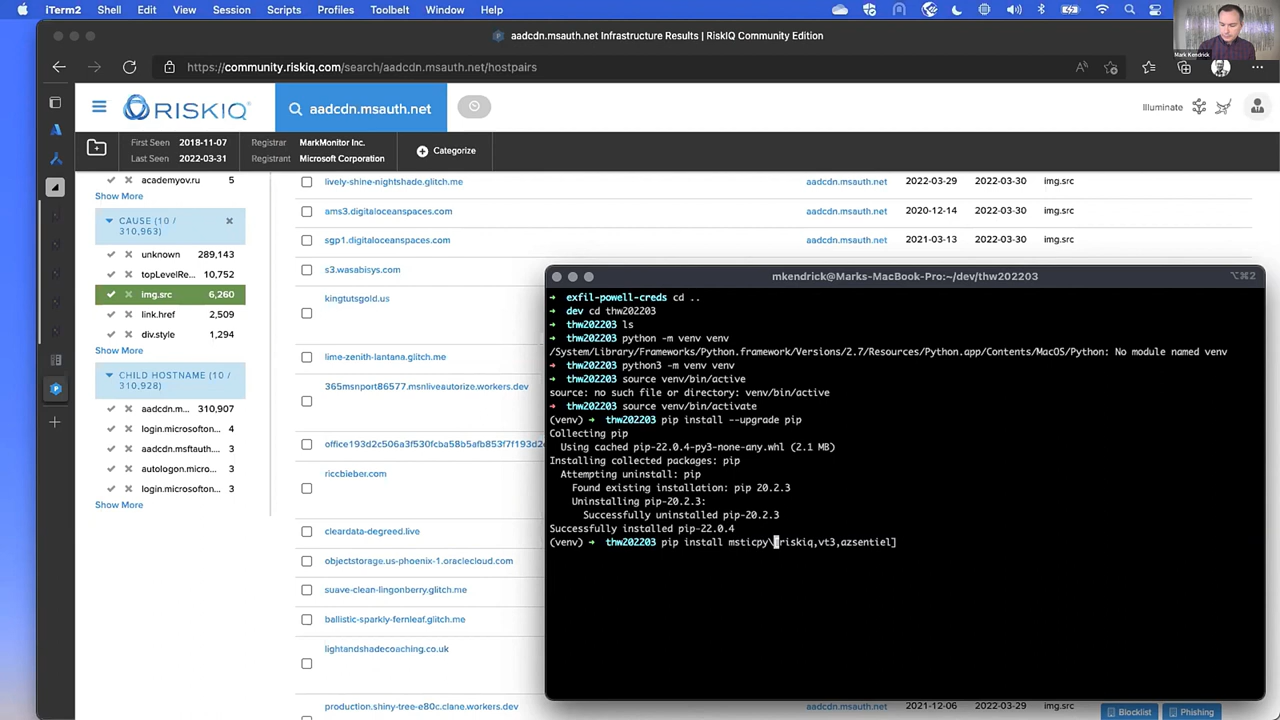 iTerm2 Shell Edit View Session Scripts Profiles Toolbelt Window Help
Mark Kendrick
aadcdn.msauth.net Infrastructure Results | RiskIQ Community Edition
https://community.riskiq.com/search/aadcdn.msauth.net/hostpairs
RISKIQ
aadcdn.msauth.net
Illuminate
First Seen 2018-11-07 Registrar MarkMonitor Inc.
Last Seen 2022-03-31 Registrant Microsoft Corporation
Categorize
academyov.ru 5
Show More
CAUSE (10 /
310,963)
unknown 289,143
topLevelRe... 10,752
img.src 6,260
link.href 2,509
div.style 1,294
Show More
CHILD HOSTNAME (10 /
310,928)
aadcdn.m... 310,907
login.microsofton... 4
aadcdn.msftauth.... 3
autologon.micro... 3
login.microsofton... 3
Show More
lively-shine-nightshade.glitch.me aadcdn.msauth.net 2022-03-29 2022-03-30 img.src
ams3.digitaloceanspaces.com aadcdn.msauth.net 2020-12-14 2022-03-30 img.src
sgp1.digitaloceanspaces.com aadcdn.msauth.net 2021-03-13 2022-03-30 img.src
s3.wasabisys.com
kingtutsgold.us
lime-zenith-lantana.glitch.me
365msnport86577.msnliveautorize.workers.dev
office193d2c506a3f530fcba58b5afb853f7f193d2
riccbieber.com
cleardata-degreed.live
objectstorage.us-phoenix-1.oraclecloud.com
suave-clean-lingonberry.glitch.me
ballistic-sparkly-fernleaf.glitch.me
lightandshadecoaching.co.uk
production.shiny-tree-e80c.clane.workers.dev aadcdn.msauth.net 2021-12-06 2022-03-29 img.src
Blocklist Phishing
mkendrick@Marks-MacBook-Pro:~/dev/thw202203 ⌥⌘2
➜ exfil-powell-creds cd ..
➜ dev cd thw202203
➜ thw202203 ls
➜ thw202203 python -m venv venv
/System/Library/Frameworks/Python.framework/Versions/2.7/Resources/Python.app/Contents/MacOS/Python: No module named venv
➜ thw202203 python3 -m venv venv
➜ thw202203 source venv/bin/active
source: no such file or directory: venv/bin/active
➜ thw202203 source venv/bin/activate
(venv) ➜ thw202203 pip install --upgrade pip
Collecting pip
Using cached pip-22.0.4-py3-none-any.whl (2.1 MB)
Installing collected packages: pip
Attempting uninstall: pip
Found existing installation: pip 20.2.3
Uninstalling pip-20.2.3:
Successfully uninstalled pip-20.2.3
Successfully installed pip-22.0.4
(venv) ➜ thw202203 pip install msticpy\[riskiq,vt3,azsentiel]